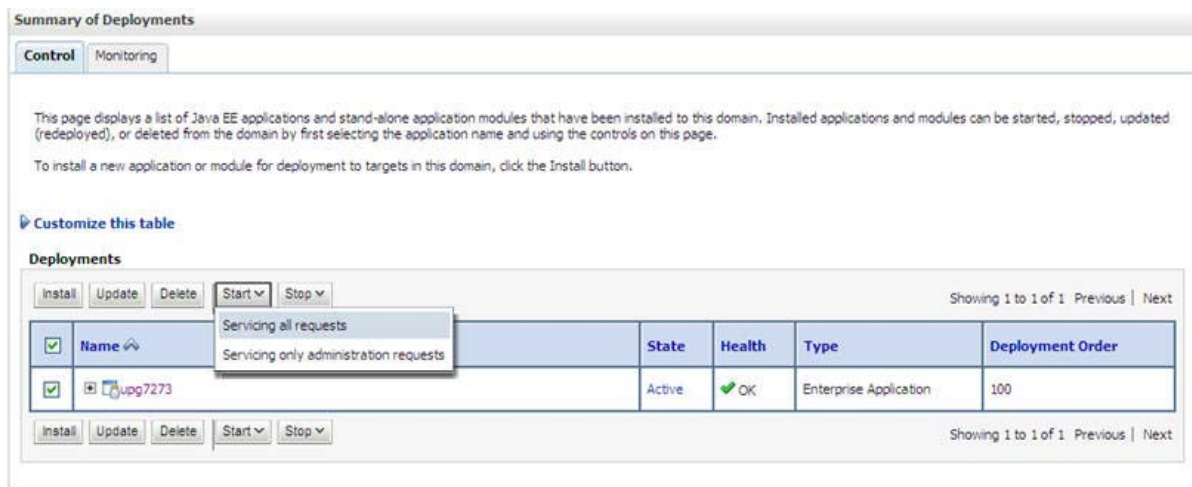 Summary of Deployments
Control Monitoring
This page displays a list of Java EE applications and stand-alone application modules that have been installed to this domain. Installed applications and modules can be started, stopped, updated
(redeployed), or deleted from the domain by first selecting the application name and using the controls on this page.
To install a new application or module for deployment to targets in this domain, click the Install button.
Customize this table
Deployments
Install Update Delete Start Stop Showing 1 to 1 of 1 Previous | Next
Servicing all requests
Servicing only administration requests
Name State Health Type Deployment Order
upg7273 Active OK Enterprise Application 100
Install Update Delete Start Stop Showing 1 to 1 of 1 Previous | Next